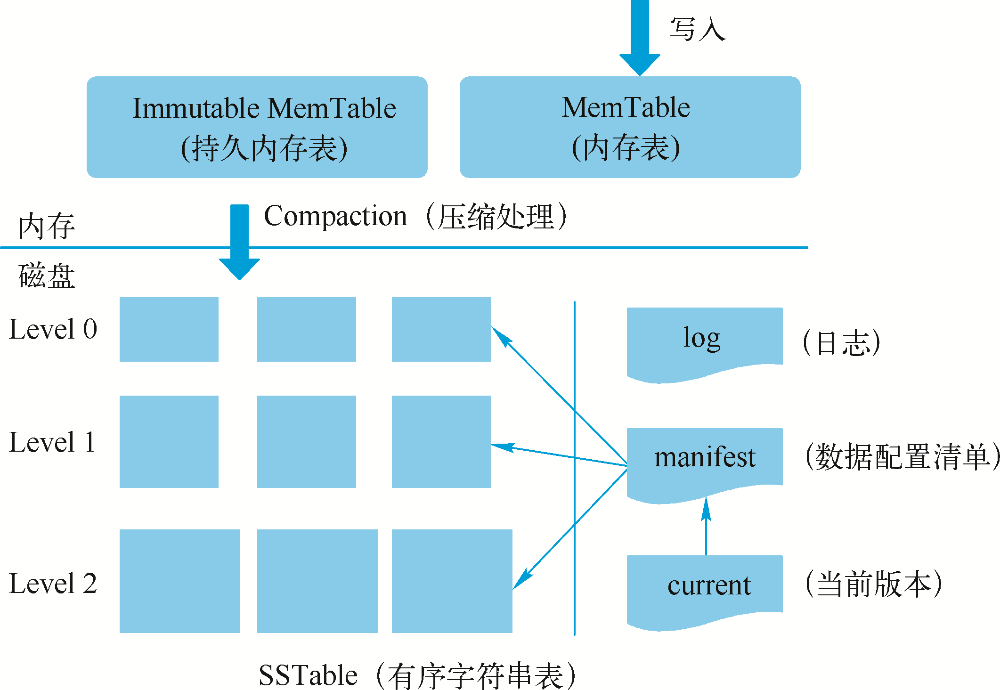 写入
Immutable MemTable
(持久内存表)
MemTable
(内存表)
Compaction（压缩处理）
内存
磁盘
Level 0
log
（日志）
Level 1
manifest
（数据配置清单）
Level 2
current
（当前版本）
SSTable（有序字符串表）